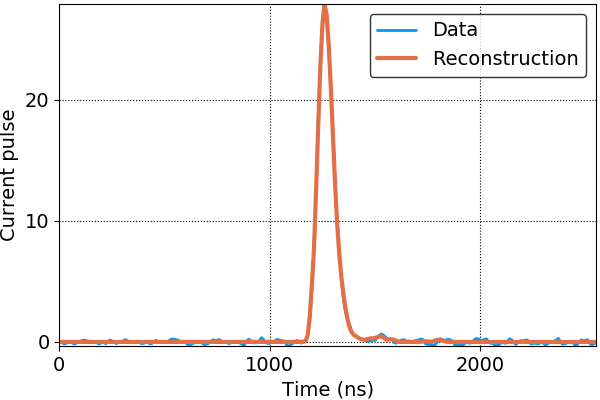 Data
Reconstruction
Current pulse
20
10
0
0 1000 2000
Time (ns)